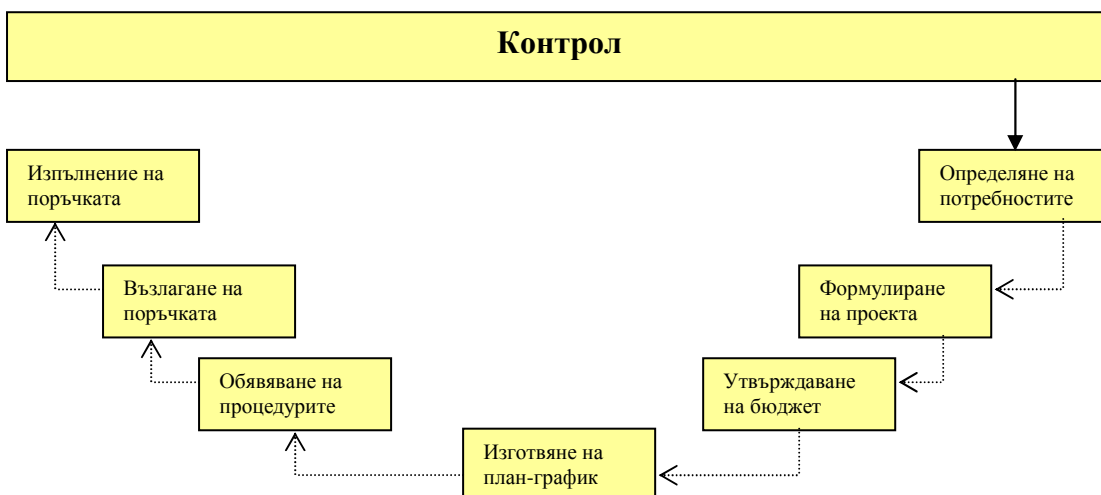 Контрол
Изпълнение на
поръчката
Определяне на
потребностите
Възлагане на
поръчката
Формулиране
на проекта
Обявяване на
процедурите
Утвърждаване
на бюджет
Изготвяне на
план-график